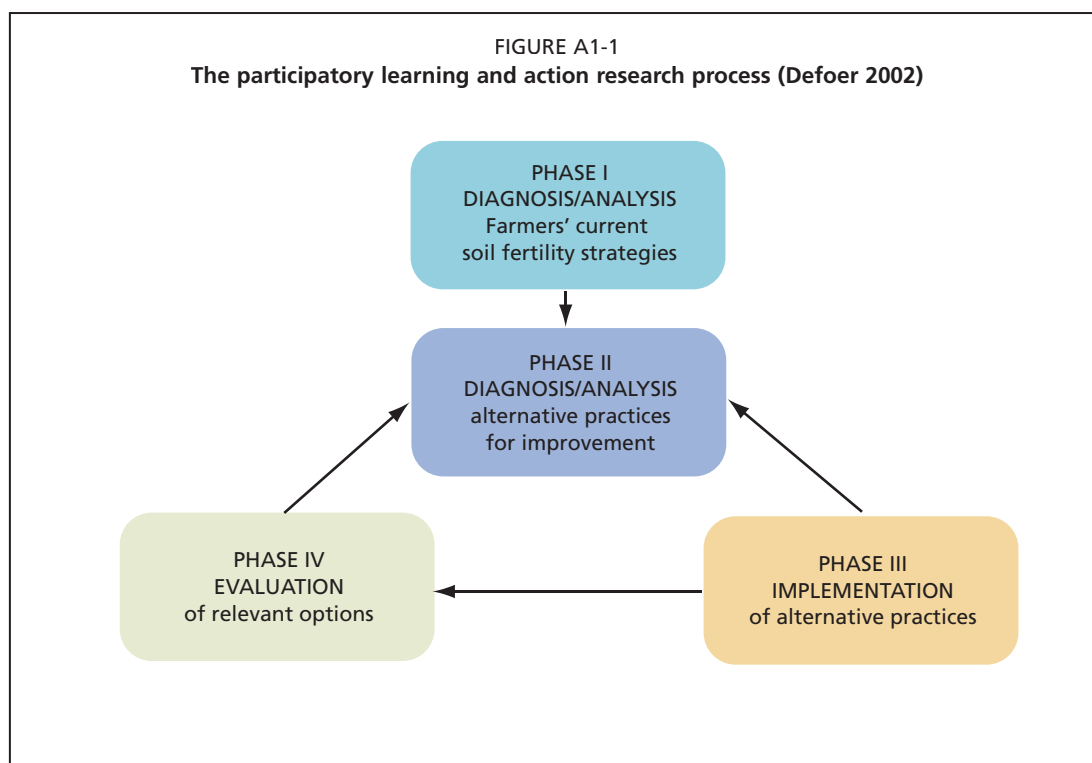 FIGURE A1-1
The participatory learning and action research process (Defoer 2002)
PHASE I
DIAGNOSIS/ANALYSIS
Farmers’ current
soil fertility strategies
PHASE II
DIAGNOSIS/ANALYSIS
alternative practices
for improvement
PHASE IV
EVALUATION
of relevant options
PHASE III
IMPLEMENTATION
of alternative practices